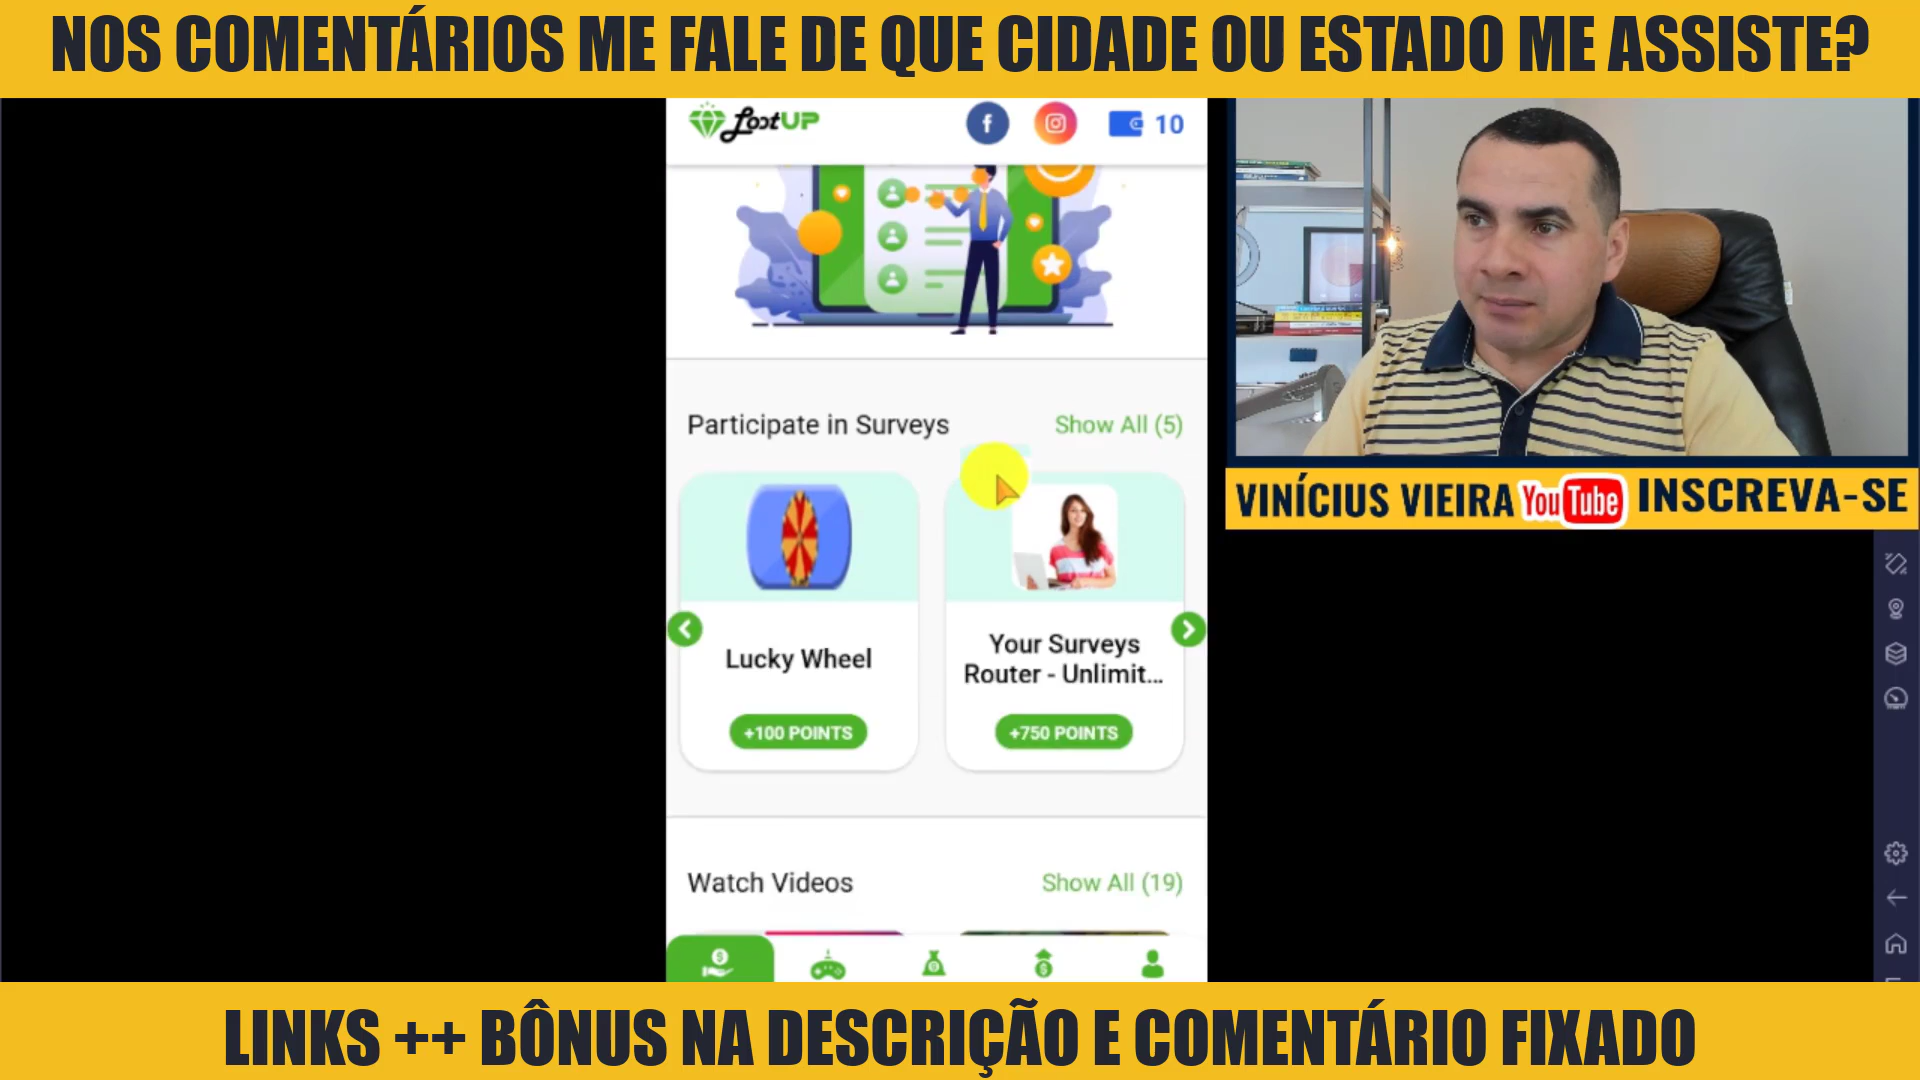 NOS COMENTÁRIOS ME FALE DE QUE CIDADE OU ESTADO ME ASSISTE?
LootUP
10
Participate in Surveys
Show All (5)
Lucky Wheel
+100 POINTS
Your Surveys
Router - Unlimit...
+750 POINTS
Watch Videos
Show All (19)
VINÍCIUS VIEIRA YouTube INSCREVA-SE
LINKS ++ BÔNUS NA DESCRIÇÃO E COMENTÁRIO FIXADO